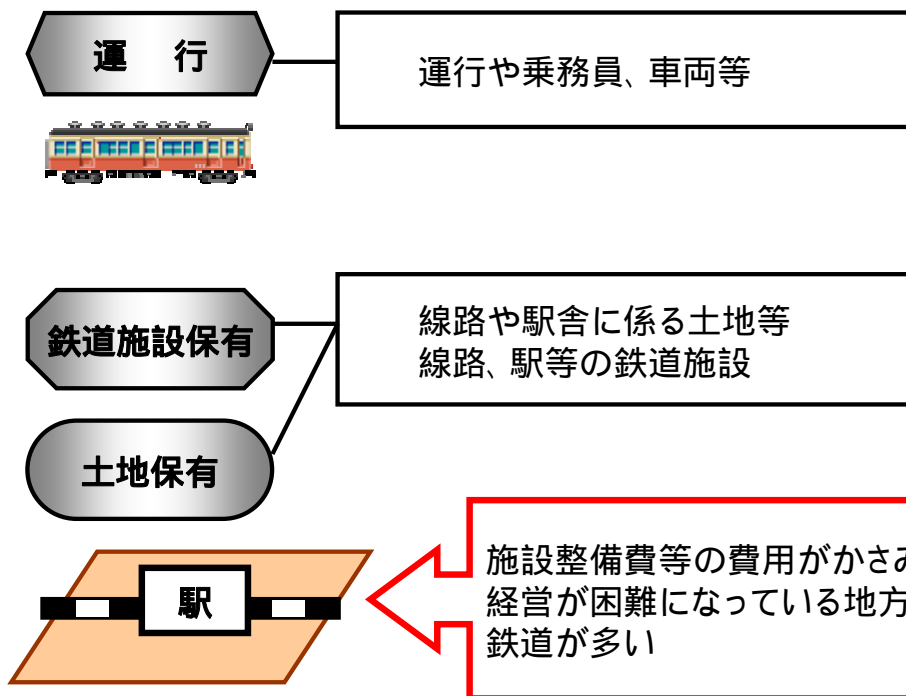 運 行
運行や乗務員、車両等
鉄道施設保有
線路や駅舎に係る土地等
線路、駅等の鉄道施設
土地保有
駅
施設整備費等の費用がかさみ
経営が困難になっている地方
鉄道が多い